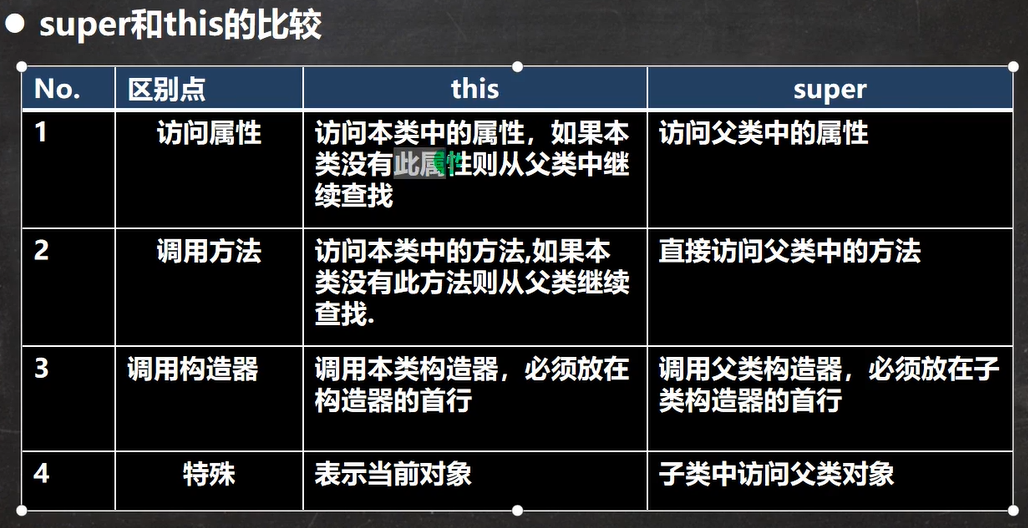 super和this的比较
No. 区别点 this super
1 访问属性 访问本类中的属性，如果本 访问父类中的属性
类没有此属性则从父类中继
续查找
2 调用方法 访问本类中的方法,如果本 直接访问父类中的方法
类没有此方法则从父类继续
查找.
3 调用构造器 调用本类构造器，必须放在 调用父类构造器，必须放在子
构造器的首行 类构造器的首行
4 特殊 表示当前对象 子类中访问父类对象